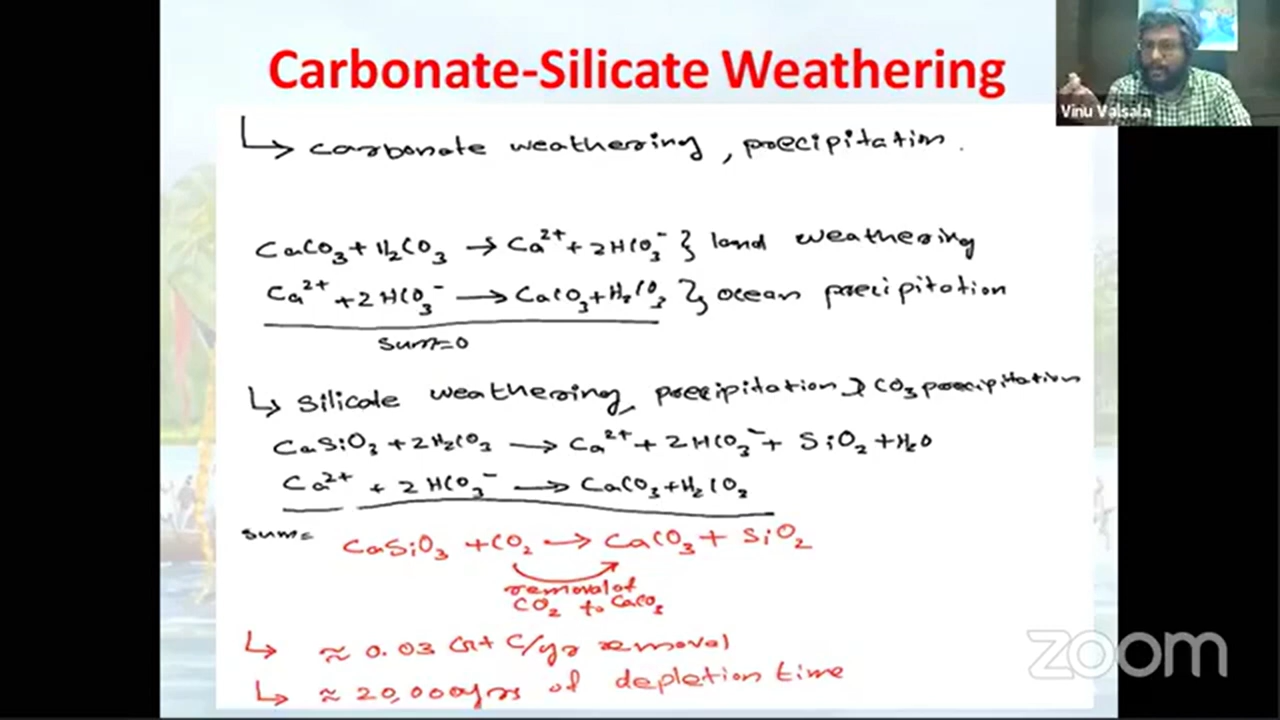 Carbonate-Silicate Weathering
Vinu Valsala
↳ carbonate weathering, precipitation.
CaCO₃ + H₂CO₃ → Ca²⁺ + 2HCO₃⁻ } land weathering
Ca²⁺ + 2HCO₃⁻ → CaCO₃ + H₂CO₃ } ocean precipitation
sum=0
↳ silicate weathering, precipitation } CO₃ precipitation
CaSiO₃ + 2H₂CO₃ → Ca²⁺ + 2HCO₃⁻ + SiO₂ + H₂O
Ca²⁺ + 2HCO₃⁻ → CaCO₃ + H₂CO₃
sum= CaSiO₃ + CO₂ → CaCO₃ + SiO₂
removal of
CO₂ to CaCO₃
↳ ≈ 0.03 Gt C/yr removal
↳ ≈ 20,000yrs of depletion time
zoom